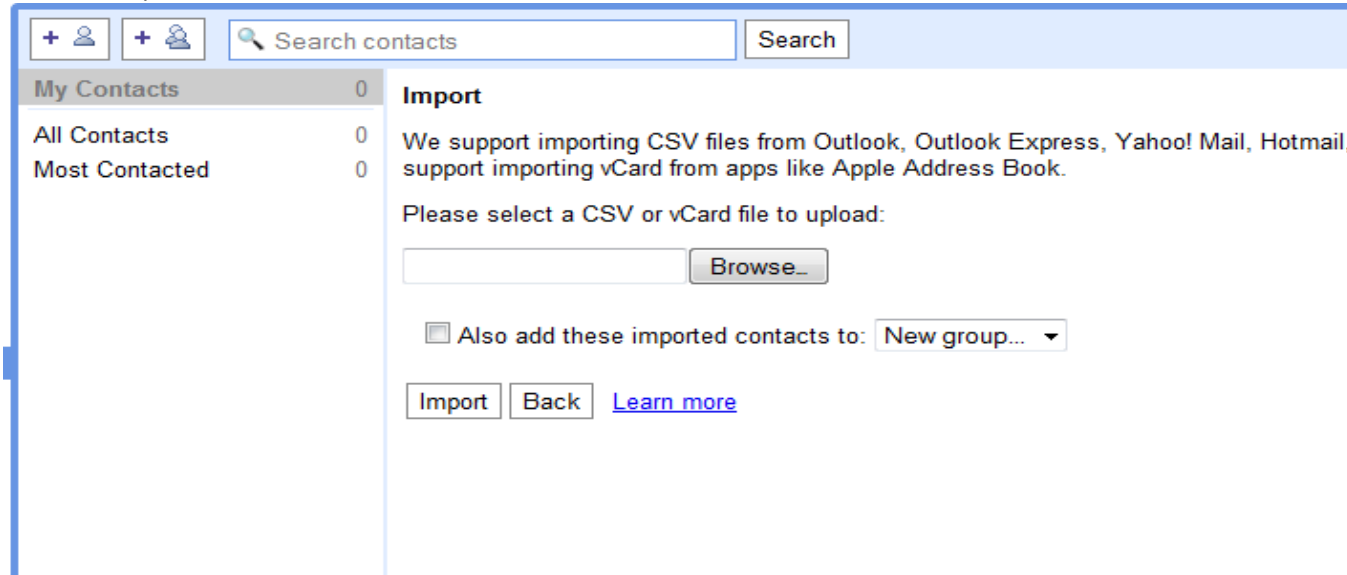 + +
Search contacts
Search
My Contacts 0
All Contacts 0
Most Contacted 0
Import
We support importing CSV files from Outlook, Outlook Express, Yahoo! Mail, Hotmail,
support importing vCard from apps like Apple Address Book.
Please select a CSV or vCard file to upload:
Browse...
Also add these imported contacts to: New group...
Import Back Learn more